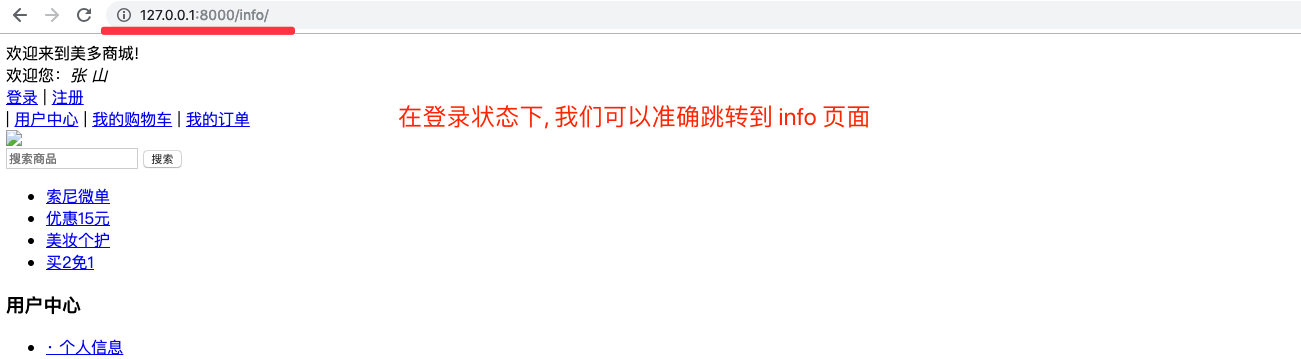 127.0.0.1:8000/info/
欢迎来到美多商城!
欢迎您：张 山
登录 | 注册
| 用户中心 | 我的购物车 | 我的订单
在登录状态下, 我们可以准确跳转到 info 页面
搜索商品 搜索
索尼微单
优惠15元
美妆个护
买2免1
用户中心
· 个人信息